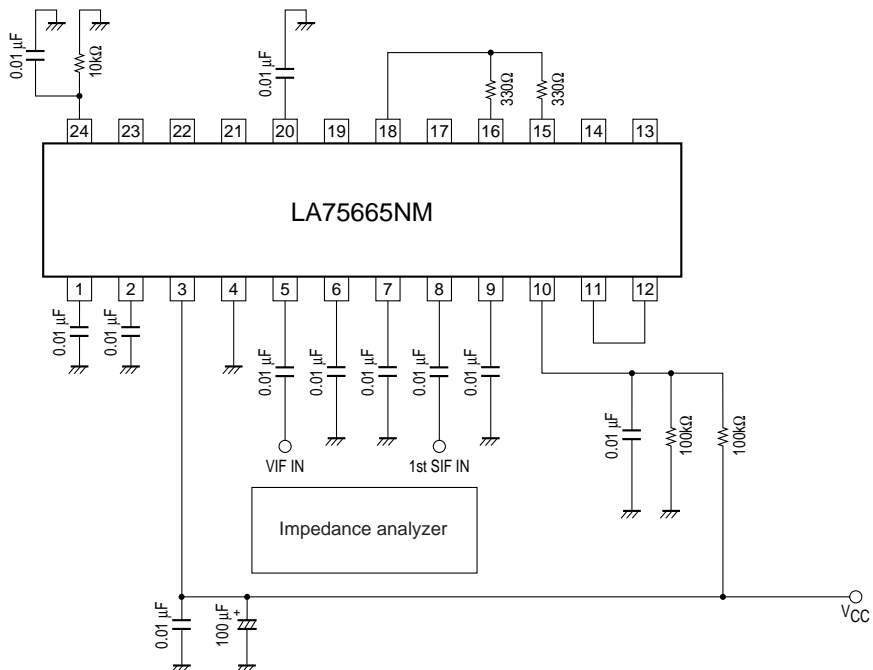 0.01 µF
10kΩ
0.01 µF
330Ω
330Ω
24 23 22 21 20 19 18 17 16 15 14 13
LA75665NM
1 2 3 4 5 6 7 8 9 10 11 12
0.01 µF
0.01 µF
0.01 µF
0.01 µF
0.01 µF
0.01 µF
0.01 µF
0.01 µF
100kΩ
100kΩ
VIF IN
1st SIF IN
Impedance analyzer
0.01 µF
100 µF
+
VCC